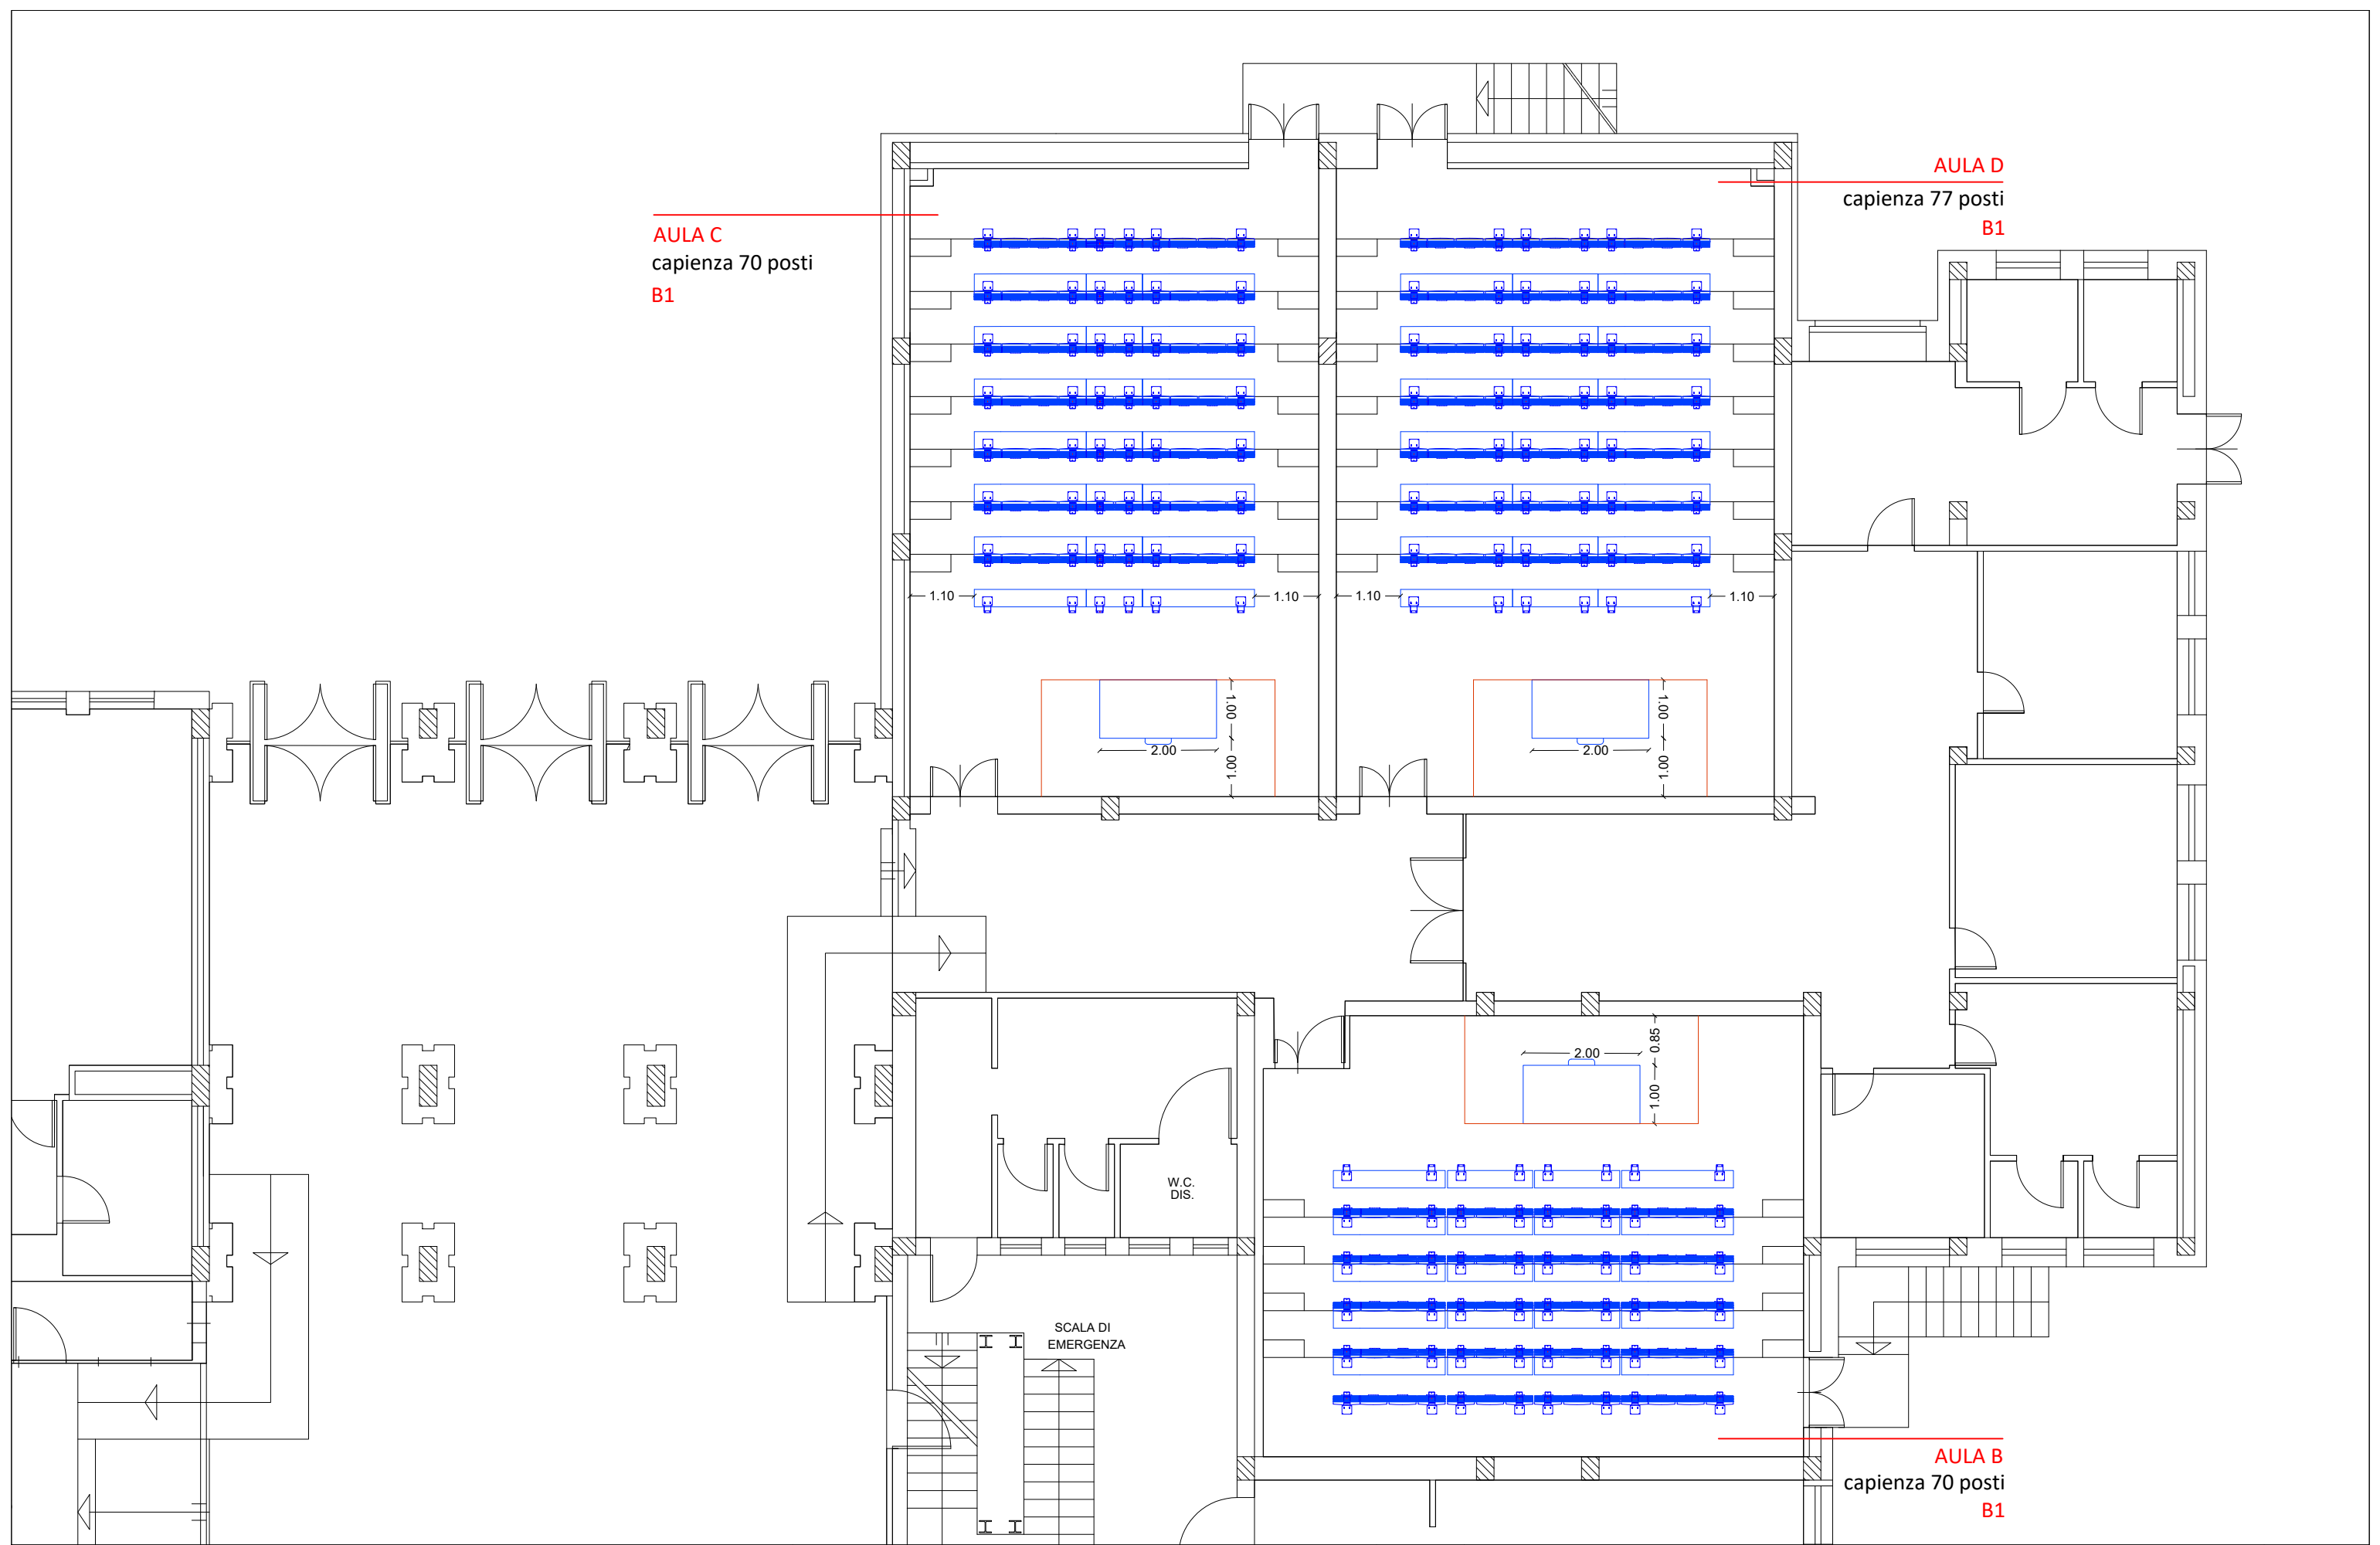 AULA D
capienza 77 posti
B1
AULA C
capienza 70 posti
B1
1.10
1.10
1.10
1.10
1.00
2.00
1.00
1.00
2.00
1.00
0.85
2.00
1.00
W.C.
DIS.
SCALA DI
EMERGENZA
AULA B
capienza 70 posti
B1